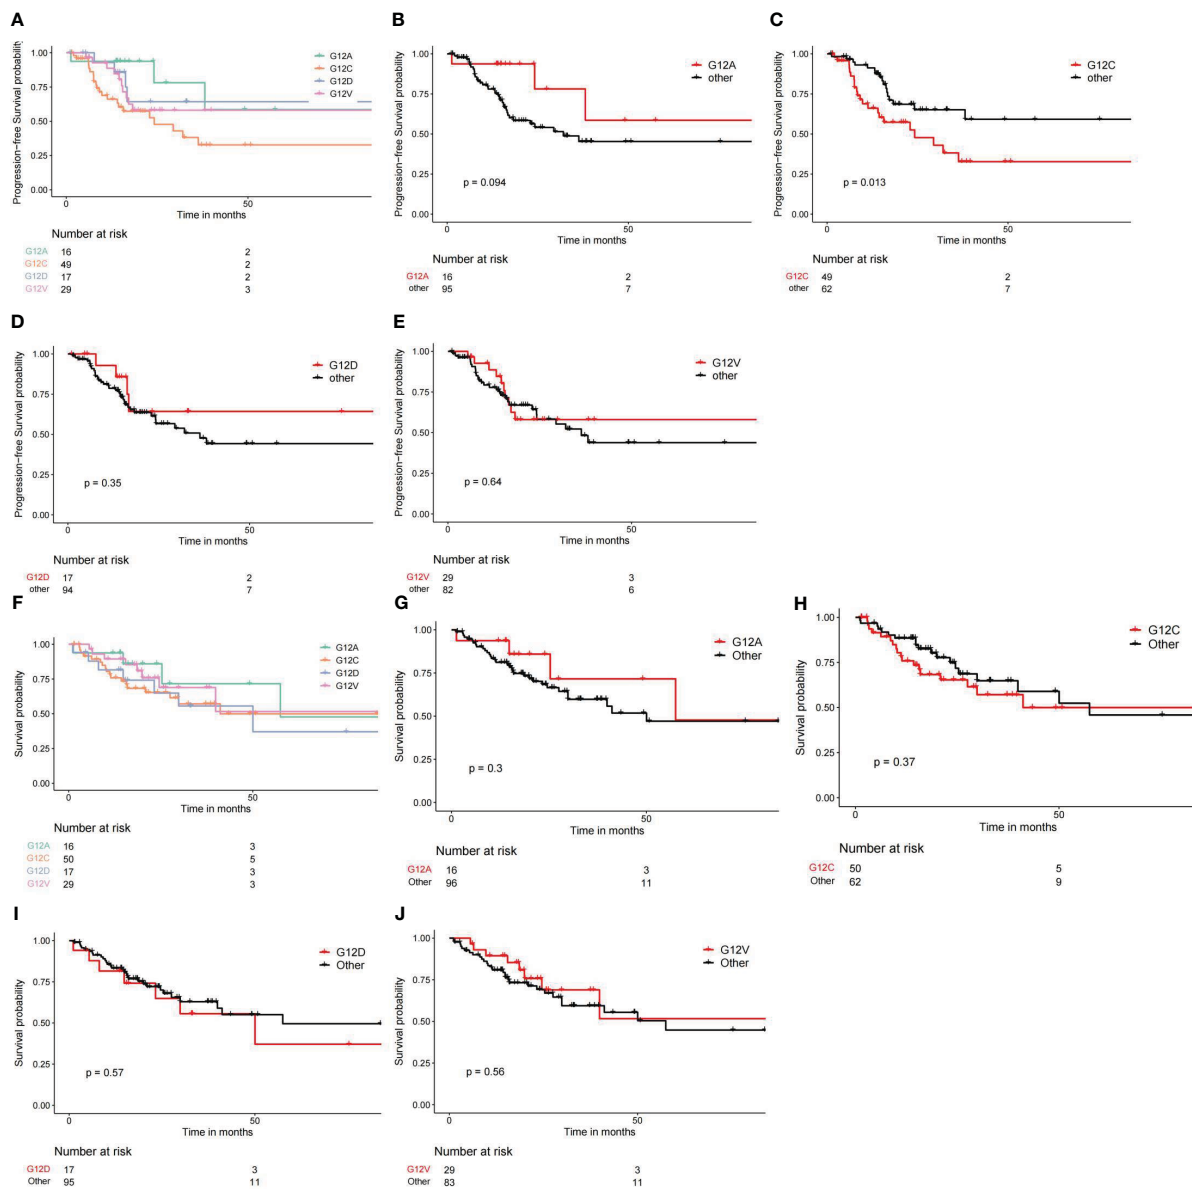 A
Progression-free Survival probability
1.00
0.75
0.50
0.25
0.00
G12A
G12C
G12D
G12V
0
50
Time in months
Number at risk
G12A 16 2
G12C 49 2
G12D 17 2
G12V 29 3
B
Progression-free Survival probability
1.00
0.75
0.50
0.25
0.00
G12A
other
p = 0.094
0
50
Time in months
Number at risk
G12A 16 2
other 95 7
C
Progression-free Survival probability
1.00
0.75
0.50
0.25
0.00
G12C
other
p = 0.013
0
50
Time in months
Number at risk
G12C 49 2
other 62 7
D
Progression-free Survival probability
1.00
0.75
0.50
0.25
0.00
G12D
other
p = 0.35
0
50
Time in months
Number at risk
G12D 17 2
other 94 7
E
Progression-free Survival probability
1.00
0.75
0.50
0.25
0.00
G12V
other
p = 0.64
0
50
Time in months
Number at risk
G12V 29 3
other 82 6
F
Survival probability
1.00
0.75
0.50
0.25
0.00
G12A
G12C
G12D
G12V
0
50
Time in months
Number at risk
G12A 16 3
G12C 50 5
G12D 17 3
G12V 29 3
G
Survival probability
1.00
0.75
0.50
0.25
0.00
G12A
Other
p = 0.3
0
50
Time in months
Number at risk
G12A 16 3
Other 96 11
H
Survival probability
1.00
0.75
0.50
0.25
0.00
G12C
Other
p = 0.37
0
50
Time in months
Number at risk
G12C 50 5
Other 62 9
I
Survival probability
1.00
0.75
0.50
0.25
0.00
G12D
Other
p = 0.57
0
50
Time in months
Number at risk
G12D 17 3
Other 95 11
J
Survival probability
1.00
0.75
0.50
0.25
0.00
G12V
Other
p = 0.56
0
50
Time in months
Number at risk
G12V 29 3
Other 83 11